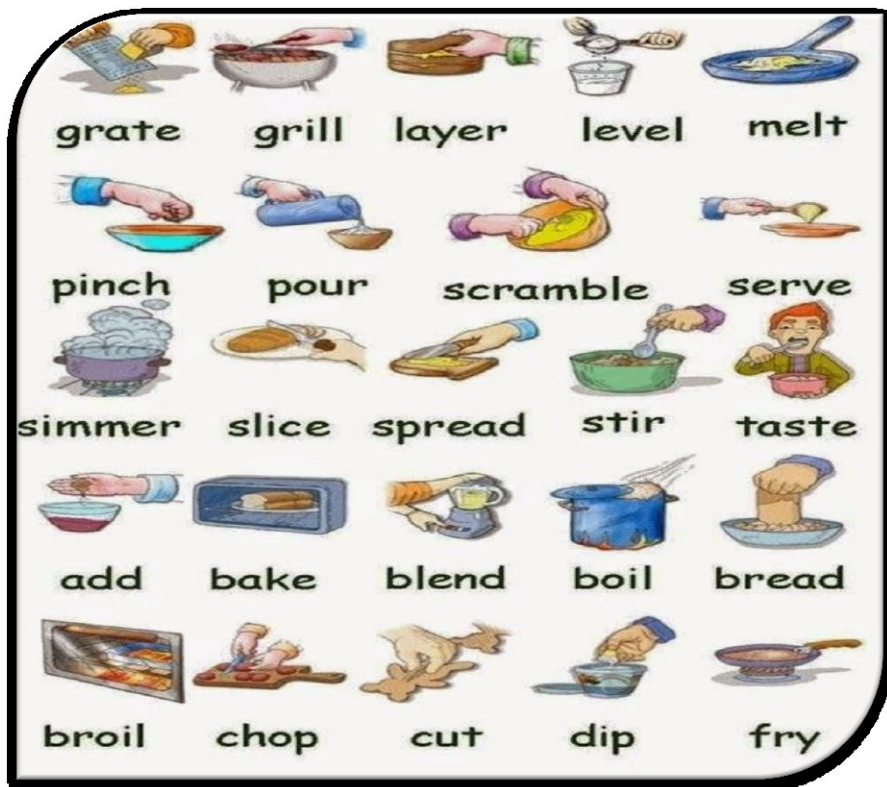 grate grill layer level melt
pinch pour scramble serve
simmer slice spread stir taste
add bake blend boil bread
broil chop cut dip fry